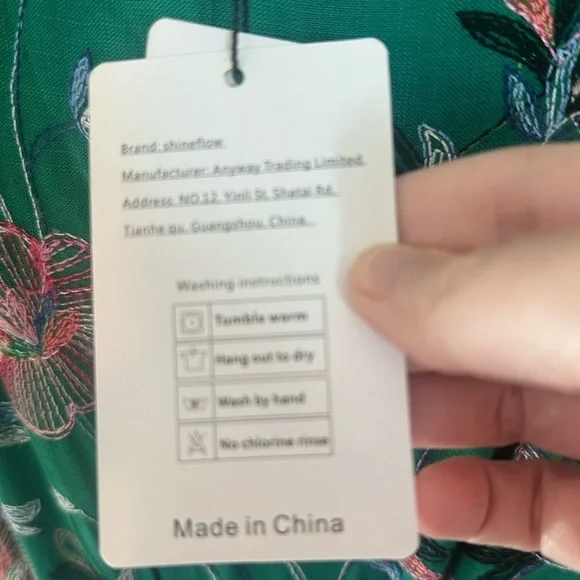 Brand: shineflow
Manufacturer: Anyway Trading Limited.
Address: NO.12, Yinli St, Shatai Rd,
Tianhe qu, Guangzhou, China.
Washing instructions
Tumble warm
Hang out to dry
Wash by hand
No chlorine rinse
Made in China